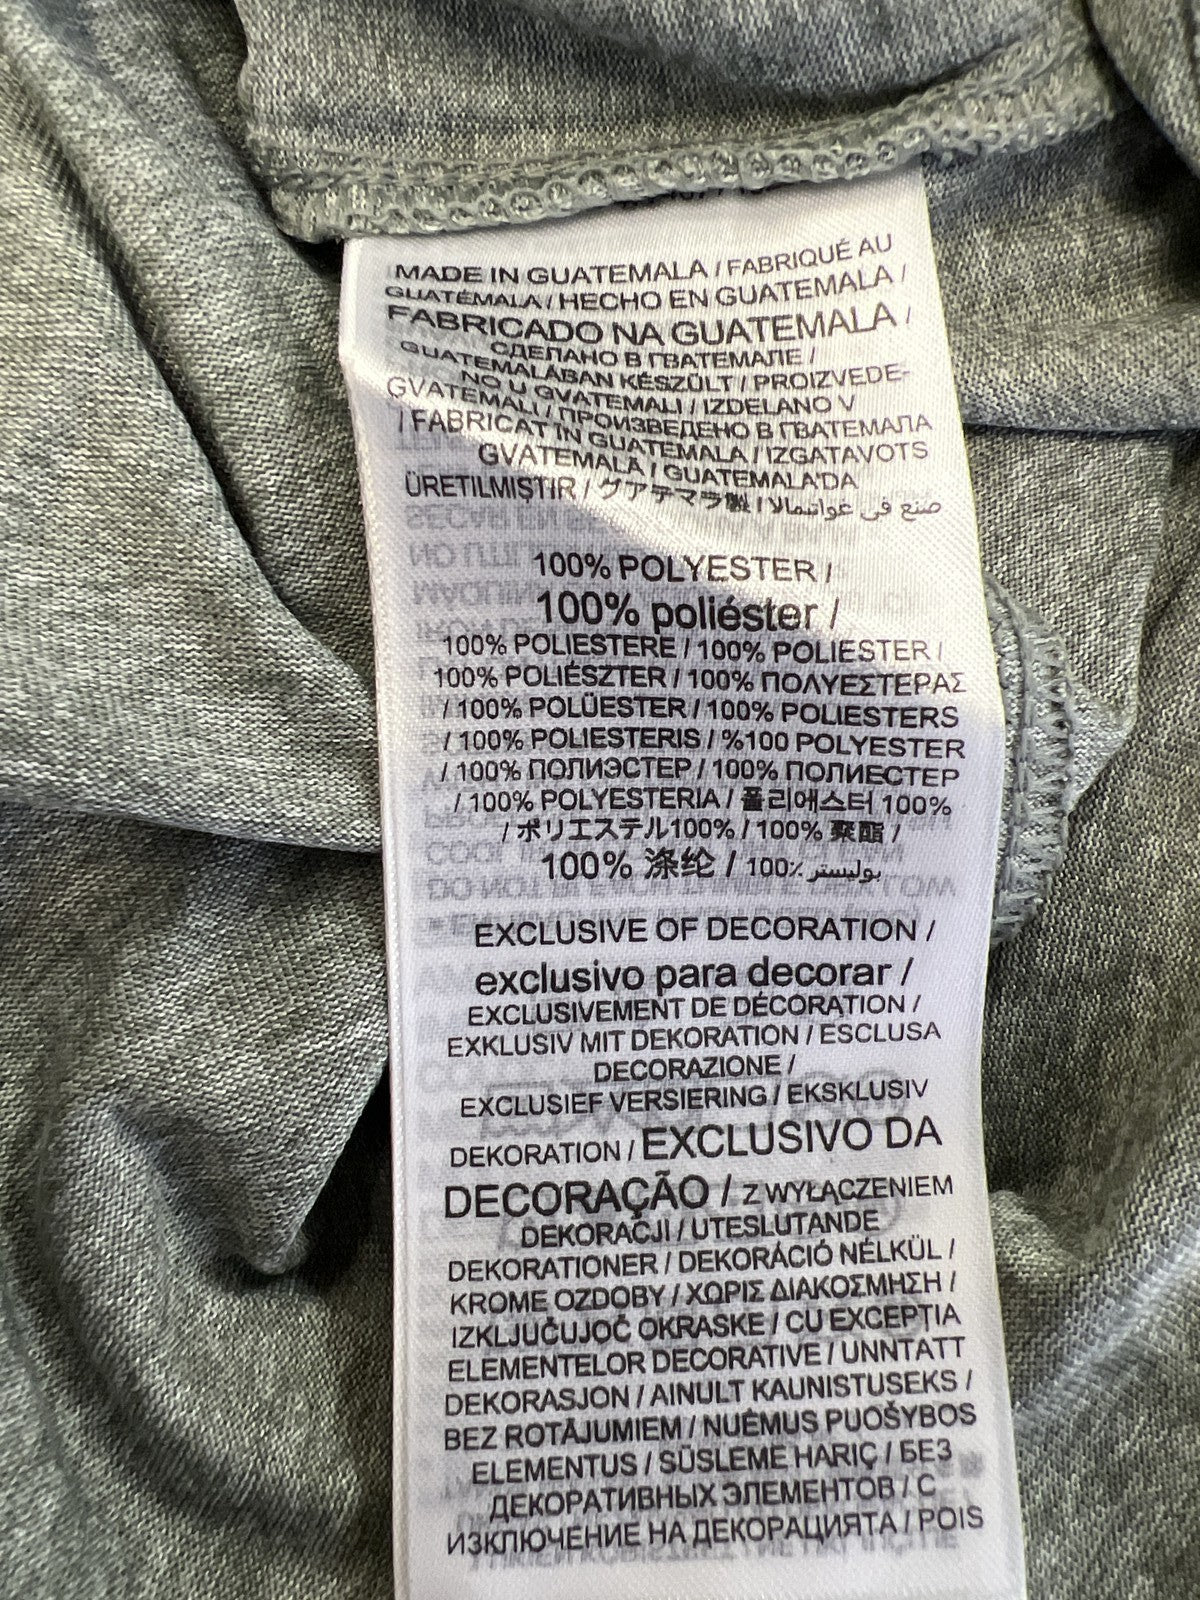 MADE IN GUATEMALA / FABRIQUÉ AU
GUATÉMALA / HECHO EN GUATEMALA /
FABRICADO NA GUATEMALA /
СДЕЛАНО В ГВАТЕМАЛЕ /
GUATEMALÁBAN KÉSZÜLT / PROIZVEDE-
NO U GVATEMALI / IZDELANO V
GVATEMALI / ПРОИЗВЕДЕНО В ГВАТЕМАЛА
/ FABRICAT IN GUATEMALA / IZGATAVOTS
GVATEMALĀ / GUATEMALA'DA
ÜRETILMIŞTIR / グアテマラ製 / صنع في غواتيمالا
100% POLYESTER /
100% poliéster /
100% POLIESTERE / 100% POLIESTER /
100% POLIÉSZTER / 100% ΠΟΛΥΕΣΤΕΡΑΣ
/ 100% POLÜESTER / 100% POLIESTERS
/ 100% POLIESTERIS / %100 POLYESTER
/ 100% ПОЛИЭСТЕР / 100% ПОЛИЕСТЕР
/ 100% POLYESTERIA / 폴리에스터 100%
/ ポリエステル100% / 100% 聚酯 /
100% 涤纶 / بوليستر 100٪
EXCLUSIVE OF DECORATION /
exclusivo para decorar /
EXCLUSIVEMENT DE DÉCORATION /
EXKLUSIV MIT DEKORATION / ESCLUSA
DECORAZIONE /
EXCLUSIEF VERSIERING / EKSKLUSIV
DEKORATION / EXCLUSIVO DA
DECORAÇÃO / Z WYŁĄCZENIEM
DEKORACJI / UTESLUTANDE
DEKORATIONER / DEKORÁCIÓ NÉLKÜL /
KROMĚ OZDOBY / ΧΩΡΙΣ ΔΙΑΚΟΣΜΗΣΗ /
IZKLJUČUJOČ OKRASKE / CU EXCEPȚIA
ELEMENTELOR DECORATIVE / UNNTATT
DEKORASJON / AINULT KAUNISTUSEKS /
BEZ ROTĀJUMIEM / NUĖMUS PUOŠYBOS
ELEMENTUS / SÜSLEME HARIÇ / БЕЗ
ДЕКОРАТИВНЫХ ЭЛЕМЕНТОВ / С
ИЗКЛЮЧЕНИЕ НА ДЕКОРАЦИЯТА / POIS